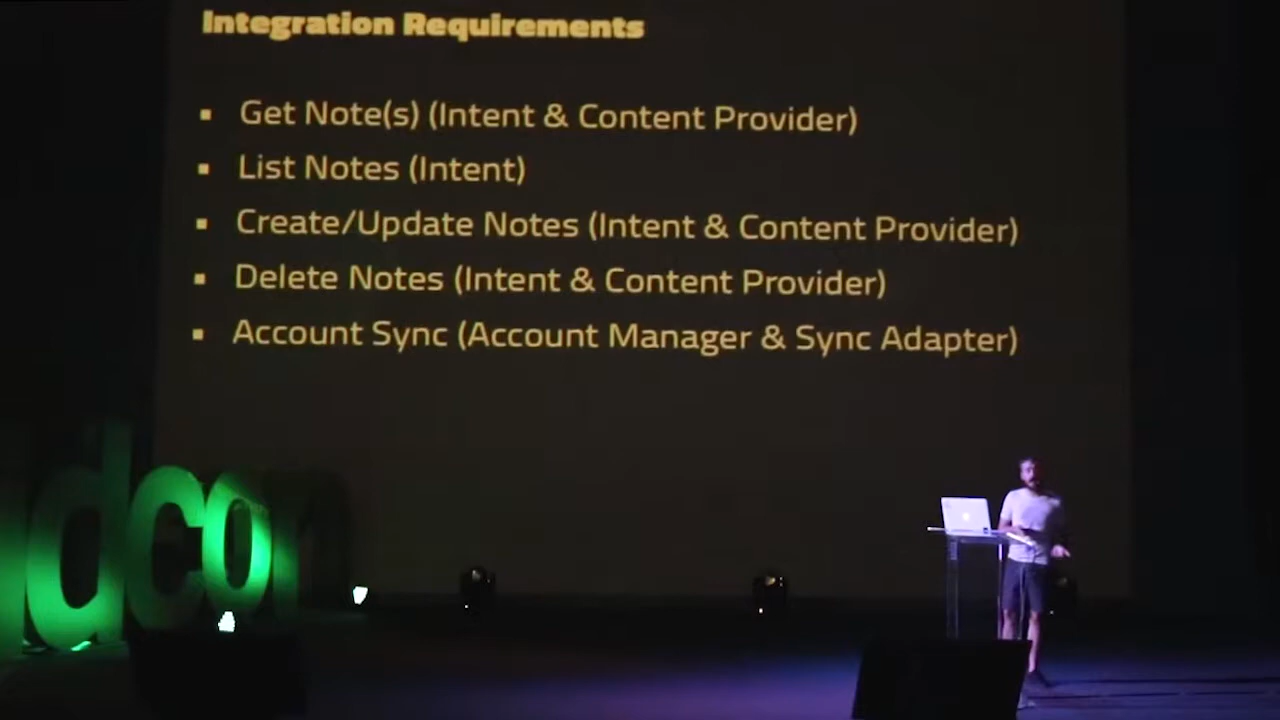 Integration Requirements
▪ Get Note(s) (Intent & Content Provider)
▪ List Notes (Intent)
▪ Create/Update Notes (Intent & Content Provider)
▪ Delete Notes (Intent & Content Provider)
▪ Account Sync (Account Manager & Sync Adapter)
dcon